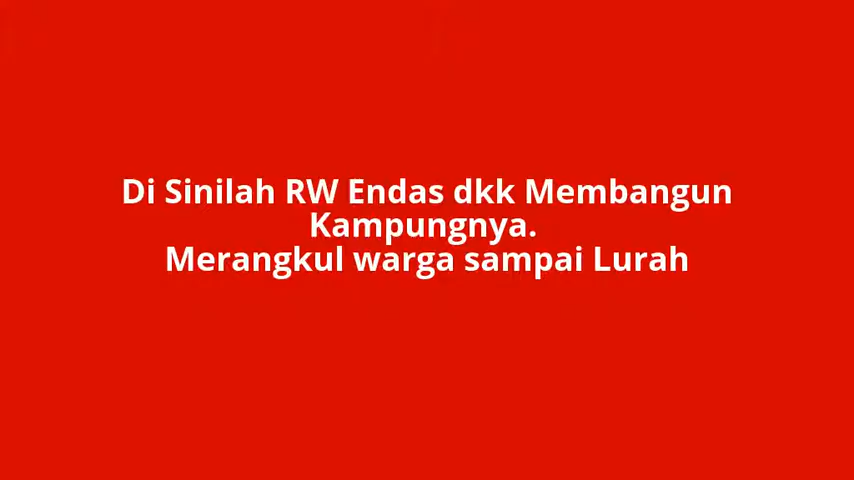 Di Sinilah RW Endas dkk Membangun
Kampungnya.
Merangkul warga sampai Lurah